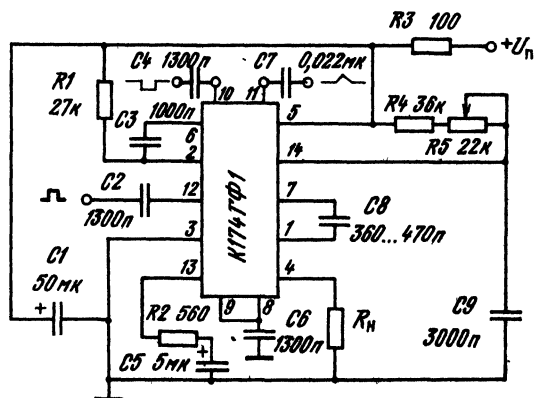 R3 100
+Uп
C4 1300п
C7 0,022мк
10
11
R1
27к
C3
1000п
6
2
5
R4 36к
R5 22к
14
C2
1300п
12
К174ГФ1
7
C8
360...470п
3
1
C1
50мк
13
4
R2 560
9
8
C6
1300п
Rн
C9
3000п
C5 5мк